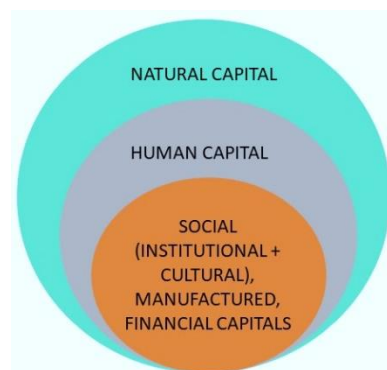 NATURAL CAPITAL
HUMAN CAPITAL
SOCIAL
(INSTITUTIONAL +
CULTURAL),
MANUFACTURED,
FINANCIAL CAPITALS